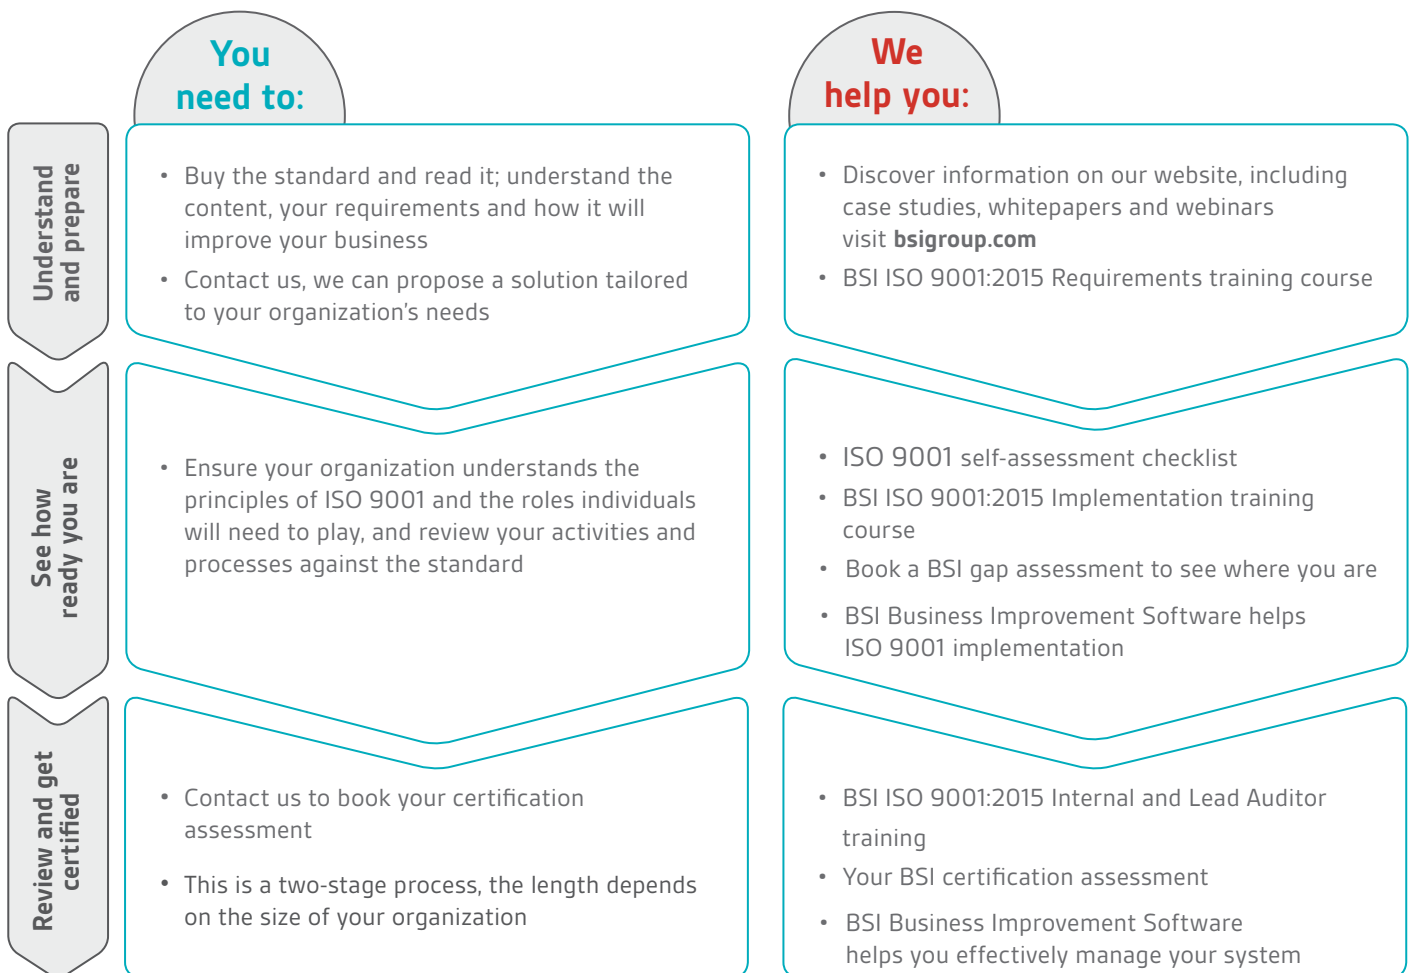 You
need to:
We
help you:
Understand
and prepare
• Buy the standard and read it; understand the
content, your requirements and how it will
improve your business
• Contact us, we can propose a solution tailored
to your organization’s needs
• Discover information on our website, including
case studies, whitepapers and webinars
visit bsigroup.com
• BSI ISO 9001:2015 Requirements training course
See how
ready you are
• Ensure your organization understands the
principles of ISO 9001 and the roles individuals
will need to play, and review your activities and
processes against the standard
• ISO 9001 self-assessment checklist
• BSI ISO 9001:2015 Implementation training
course
• Book a BSI gap assessment to see where you are
• BSI Business Improvement Software helps
ISO 9001 implementation
Review and get
certified
• Contact us to book your certification
assessment
• This is a two-stage process, the length depends
on the size of your organization
• BSI ISO 9001:2015 Internal and Lead Auditor
training
• Your BSI certification assessment
• BSI Business Improvement Software
helps you effectively manage your system